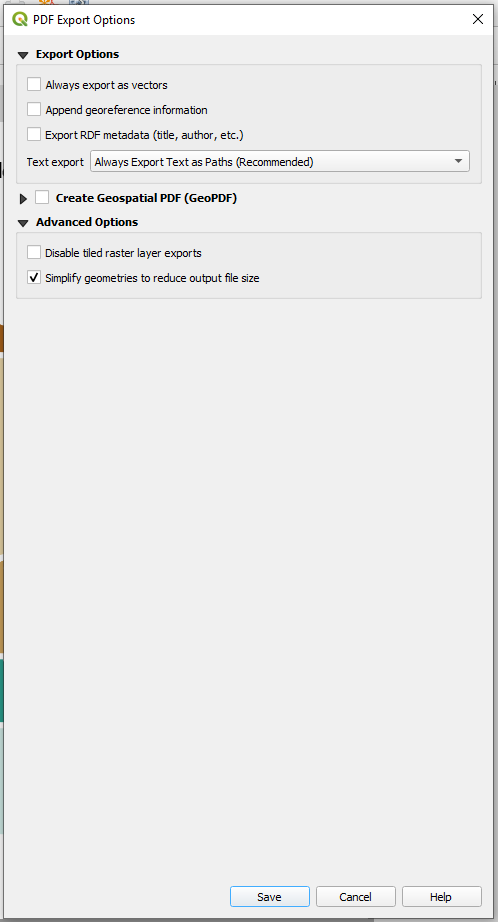 PDF Export Options
Export Options
Always export as vectors
Append georeference information
Export RDF metadata (title, author, etc.)
Text export Always Export Text as Paths (Recommended)
Create Geospatial PDF (GeoPDF)
Advanced Options
Disable tiled raster layer exports
Simplify geometries to reduce output file size
Save Cancel Help